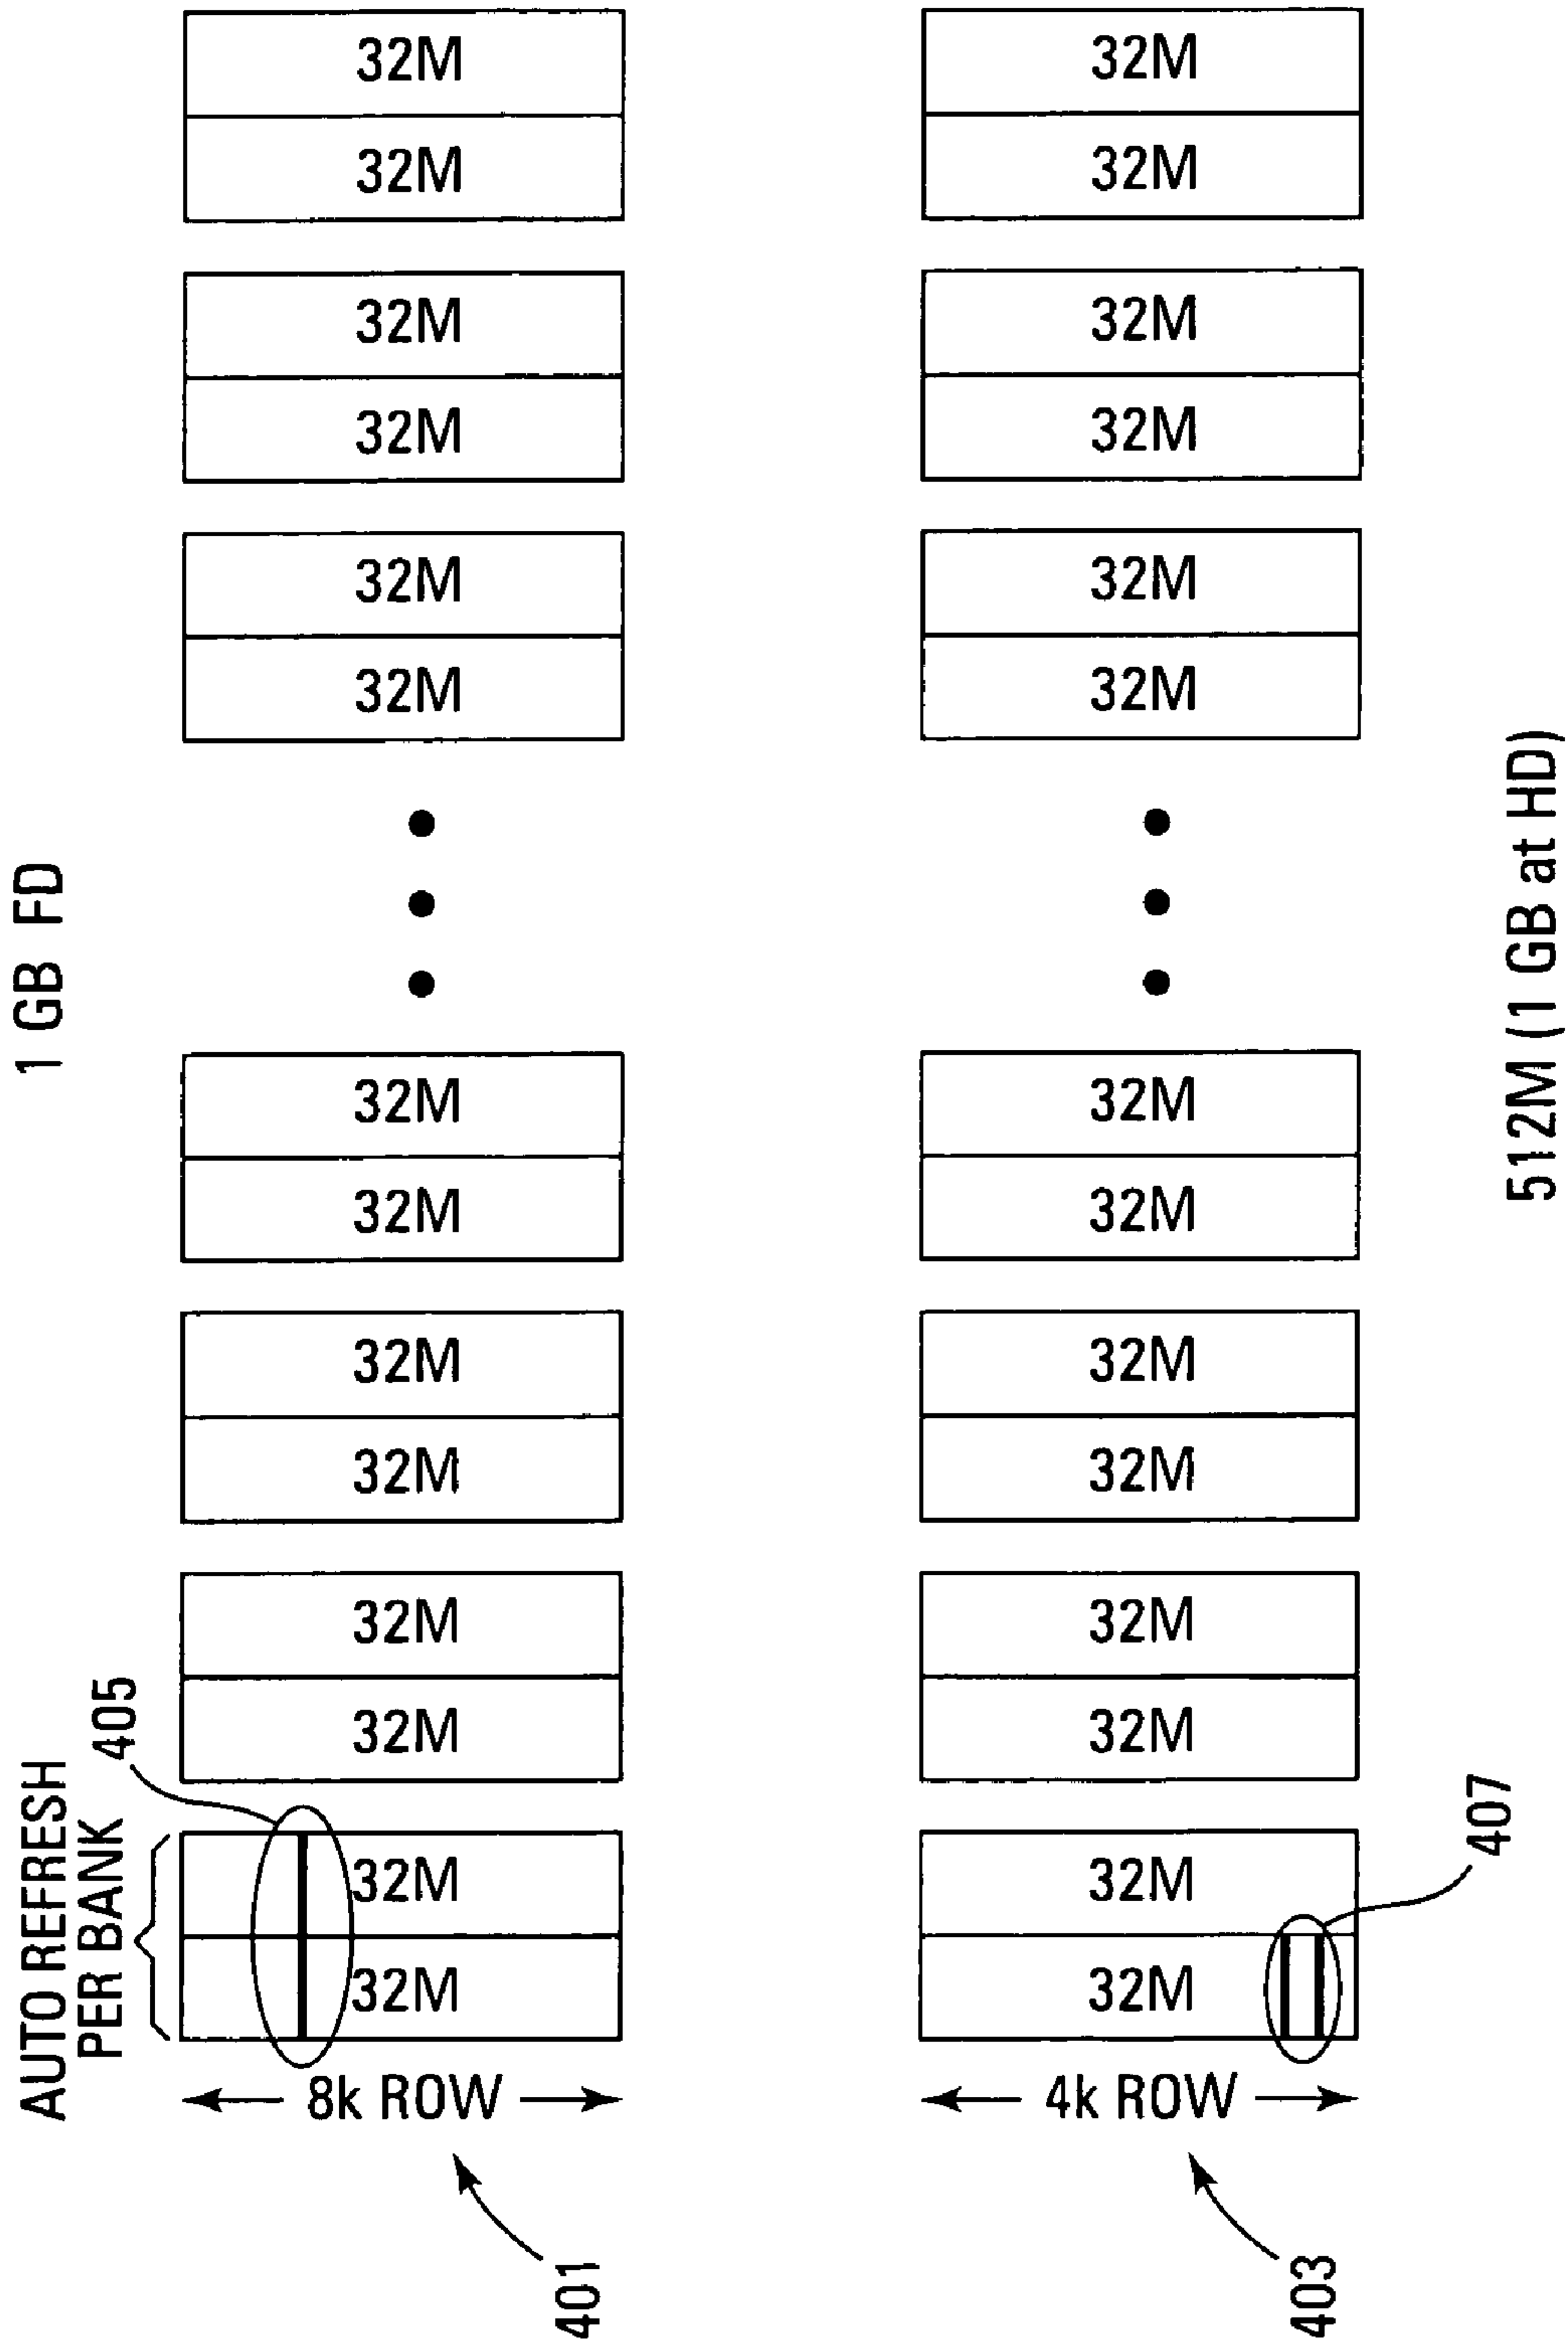 1 GB FD
AUTO REFRESH
PER BANK
405
8k ROW
32M 32M 32M 32M 32M 32M 32M 32M 32M 32M 32M 32M 32M 32M
401
4k ROW
32M 32M 32M 32M 32M 32M 32M 32M 32M 32M 32M 32M 32M 32M
403
407
512M (1 GB at HD)